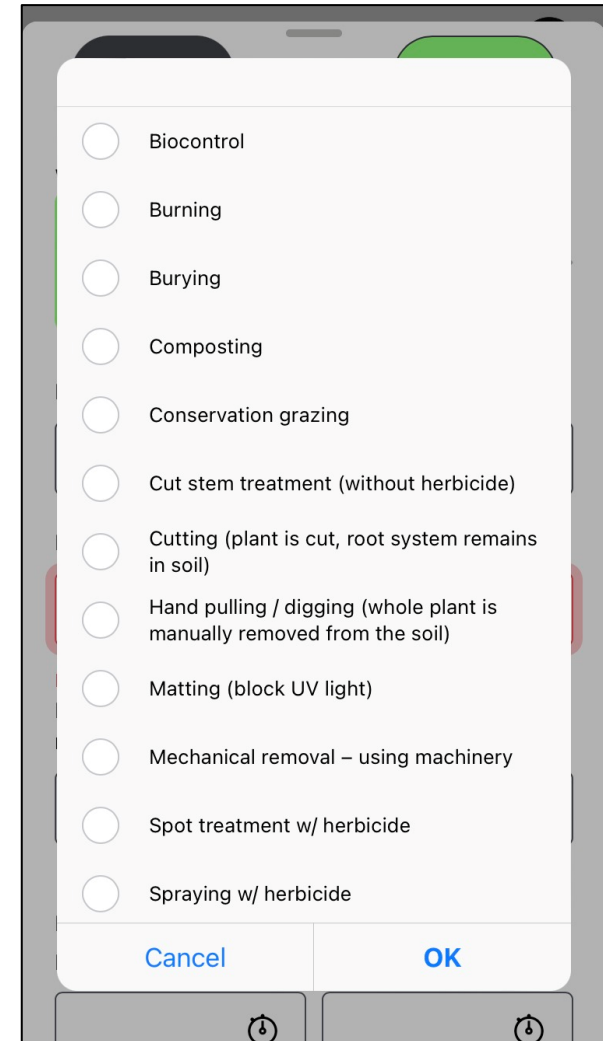 Biocontrol
Burning
Burying
Composting
Conservation grazing
Cut stem treatment (without herbicide)
Cutting (plant is cut, root system remains
in soil)
Hand pulling / digging (whole plant is
manually removed from the soil)
Matting (block UV light)
Mechanical removal – using machinery
Spot treatment w/ herbicide
Spraying w/ herbicide
Cancel
OK